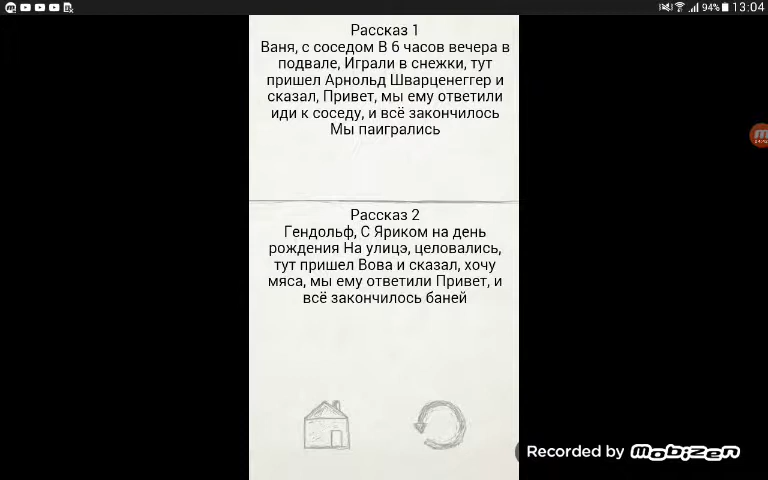 94% 13:04
Рассказ 1
Ваня, с соседом В 6 часов вечера в
подвале, Играли в снежки, тут
пришел Арнольд Шварценеггер и
сказал, Привет, мы ему ответили
иди к соседу, и всё закончилось
Мы паигрались
Рассказ 2
Гендольф, С Яриком на день
рождения На улицэ, целовались,
тут пришел Вова и сказал, хочу
мяса, мы ему ответили Привет, и
всё закончилось баней
Recorded by mobizen